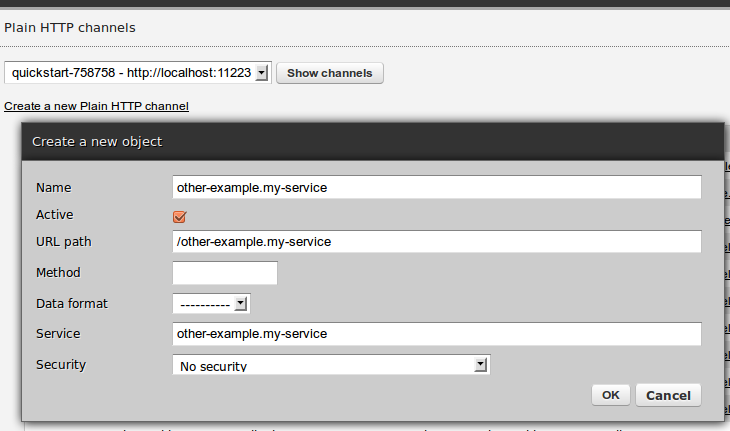 Plain HTTP channels
quickstart-758758 - http://localhost:11223 Show channels
Create a new Plain HTTP channel
Create a new object
Name other-example.my-service
Active
URL path /other-example.my-service
Method
Data format ----------
Service other-example.my-service
Security No security
OK Cancel